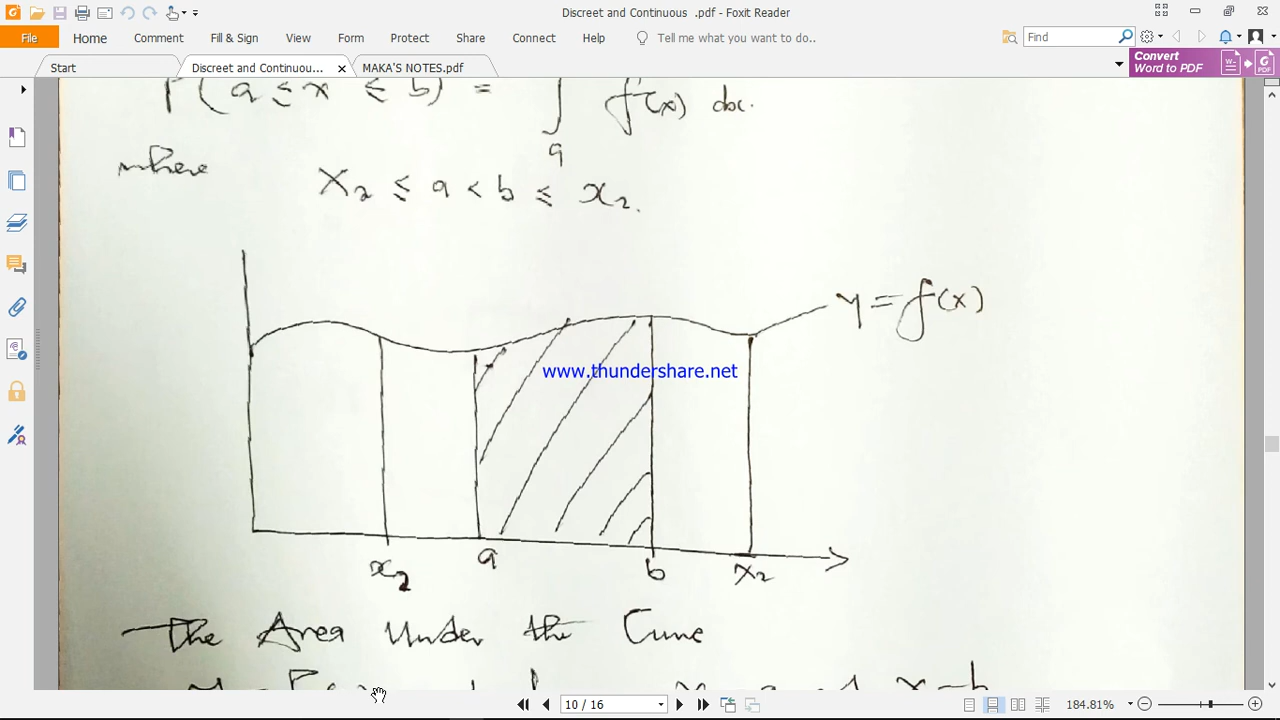 Discreet and Continuous .pdf - Foxit Reader
File Home Comment Fill & Sign View Form Protect Share Connect Help Tell me what you want to do.. Find
Start Discreet and Continuou... MAKA'S NOTES.pdf Convert Word to PDF
P(a ≤ x ≤ b) = ∫ f(x) dx.
a
where
X2 ≤ a < b ≤ x2.
y = f(x)
www.thundershare.net
x2 a b x2
The Area Under the Curve
10 / 16 184.81%